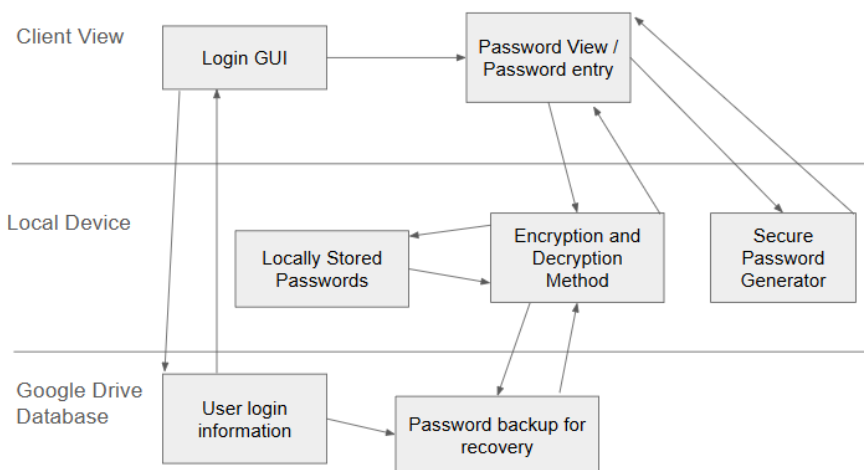 Client View
Login GUI
Password View /
Password entry
Local Device
Locally Stored
Passwords
Encryption and
Decryption
Method
Secure
Password
Generator
Google Drive
Database
User login
information
Password backup for
recovery